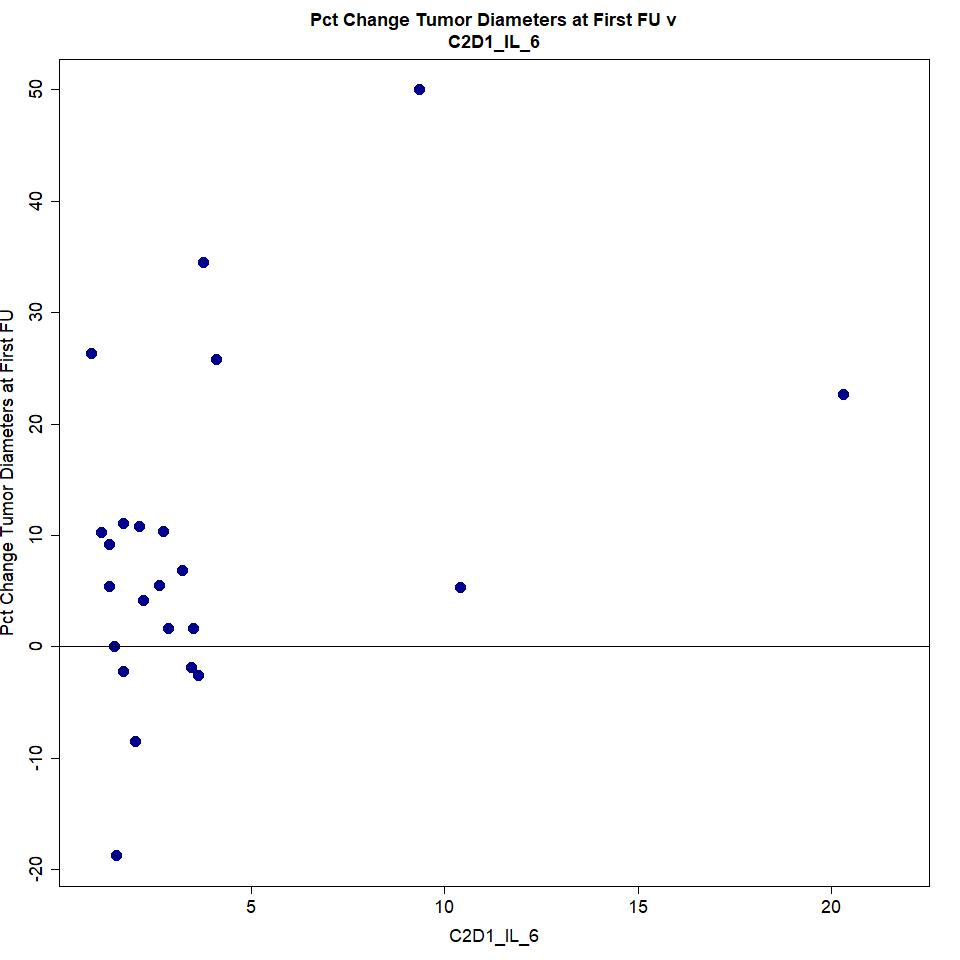 Pct Change Tumor Diameters at First FU v
C2D1_IL_6
Pct Change Tumor Diameters at First FU
50
40
30
20
10
0
-10
-20
5 10 15 20
C2D1_IL_6